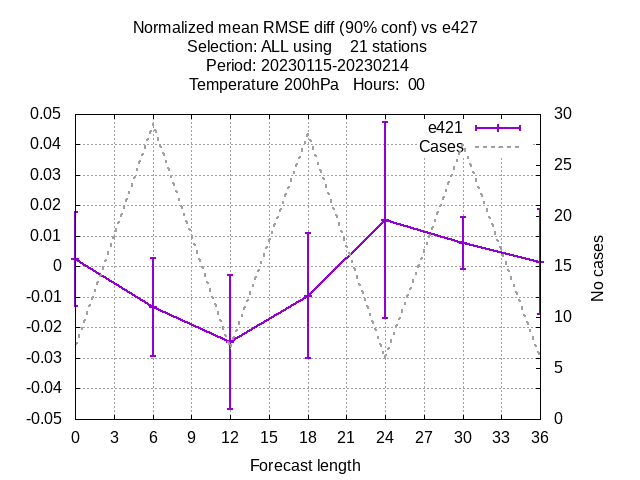 Normalized mean RMSE diff (90% conf) vs e427
Selection: ALL using    21 stations
Period: 20230115-20230214
Temperature 200hPa   Hours:  00
0.05
0.04
0.03
0.02
0.01
0
-0.01
-0.02
-0.03
-0.04
-0.05
e421
Cases
30
25
20
15
10
5
0
No cases
0 3 6 9 12 15 18 21 24 27 30 33 36
Forecast length